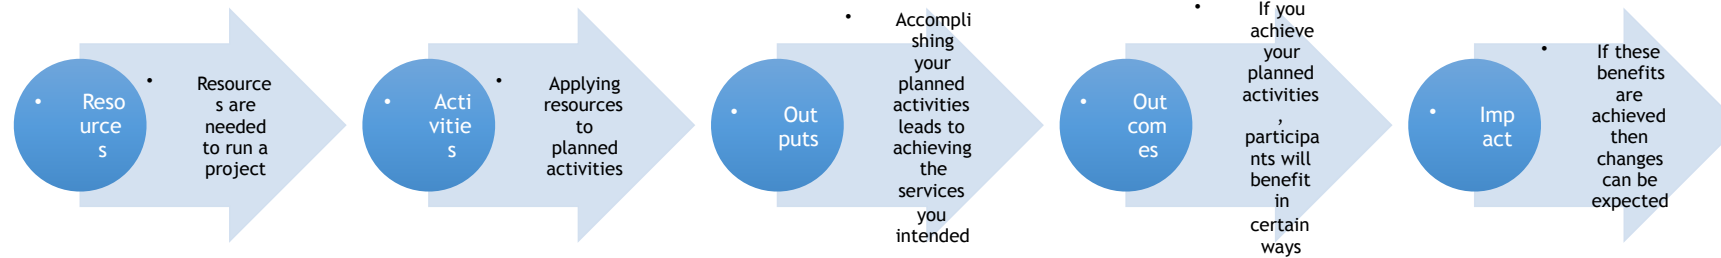 • Reso
urce
s
• Resource
s are
needed
to run a
project
• Acti
vitie
s
• Applying
resources
to
planned
activities
• Out
puts
• Accompli
shing
your
planned
activities
leads to
achieving
the
services
you
intended
• Out
com
es
• If you
achieve
your
planned
activities
,
participa
nts will
benefit
in
certain
ways
• Imp
act
• If these
benefits
are
achieved
then
changes
can be
expected